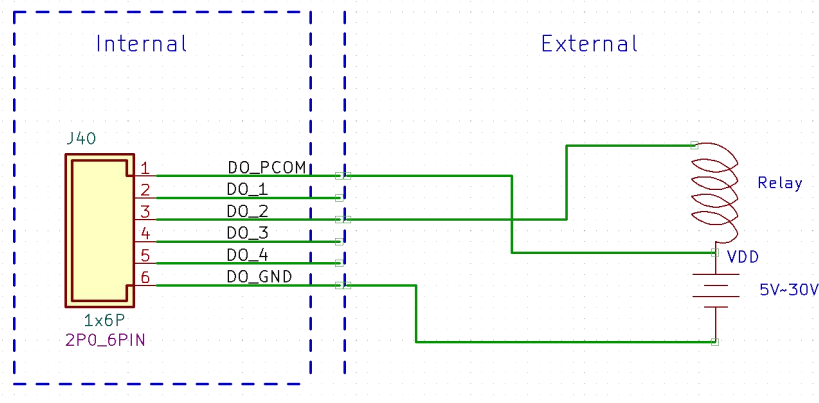 Internal
External
J40
1 DO_PCOM
2 DO_1
3 DO_2
4 DO_3
5 DO_4
6 DO_GND
1x6P
2P0_6PIN
Relay
VDD
5V~30V